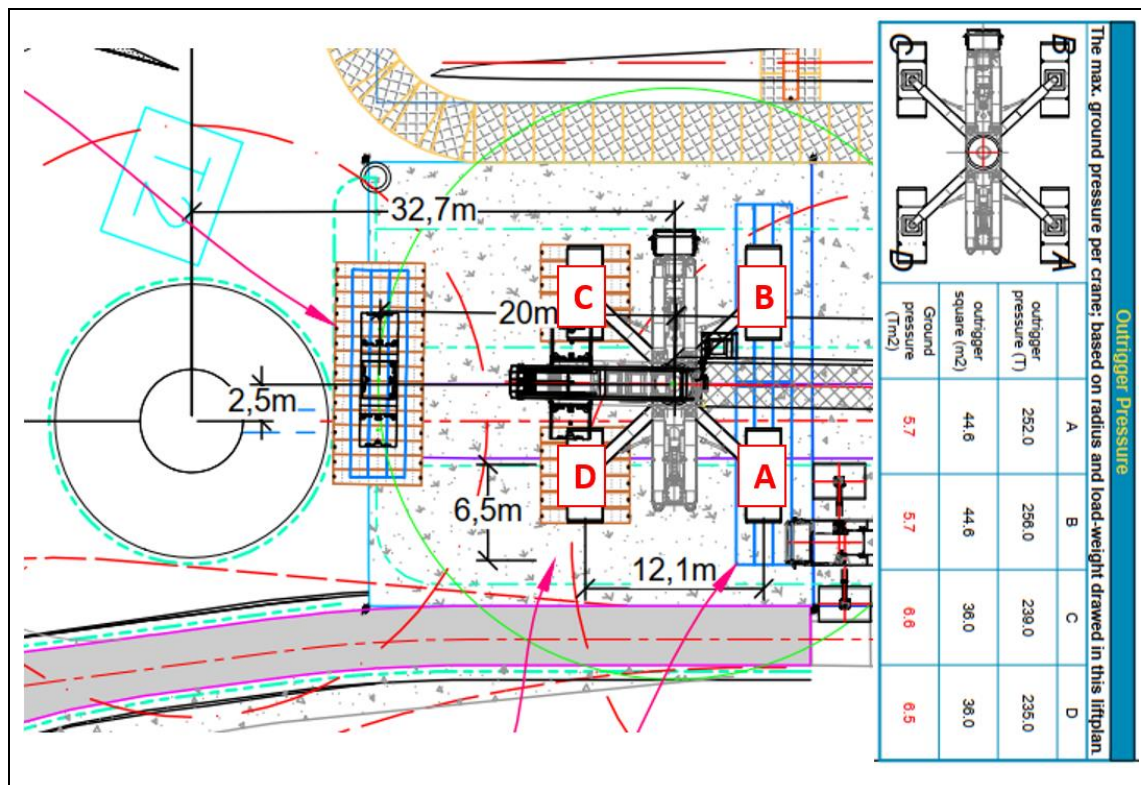 32,7m
20m
2,5m
6,5m
12,1m
C
B
D
A
Outrigger Pressure
The max. ground pressure per crane; based on radius and load-weight drawed in this liftplan.
C
B
D
A
A B C D
outrigger pressure (T) 252.0 256.0 239.0 235.0
outrigger square (m2) 44.6 44.6 36.0 36.0
Ground pressure (Tm2) 5.7 5.7 6.6 6.5